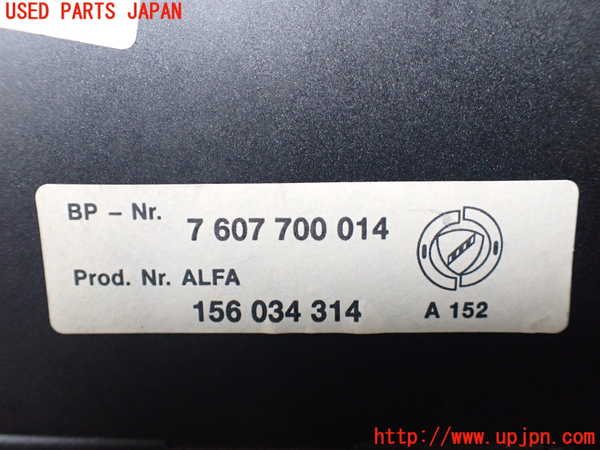 USED PARTS JAPAN
BP - Nr. 7 607 700 014
Prod. Nr. ALFA
156 034 314 A 152
http://www.upjpn.com